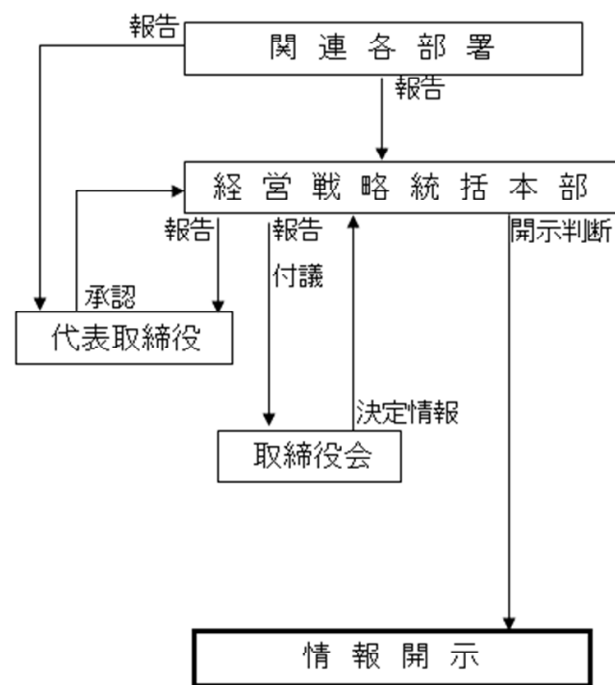 報告
関連各部署
報告
経営戦略統括本部
報告
報告
開示判断
付議
承認
代表取締役
決定情報
取締役会
情報開示